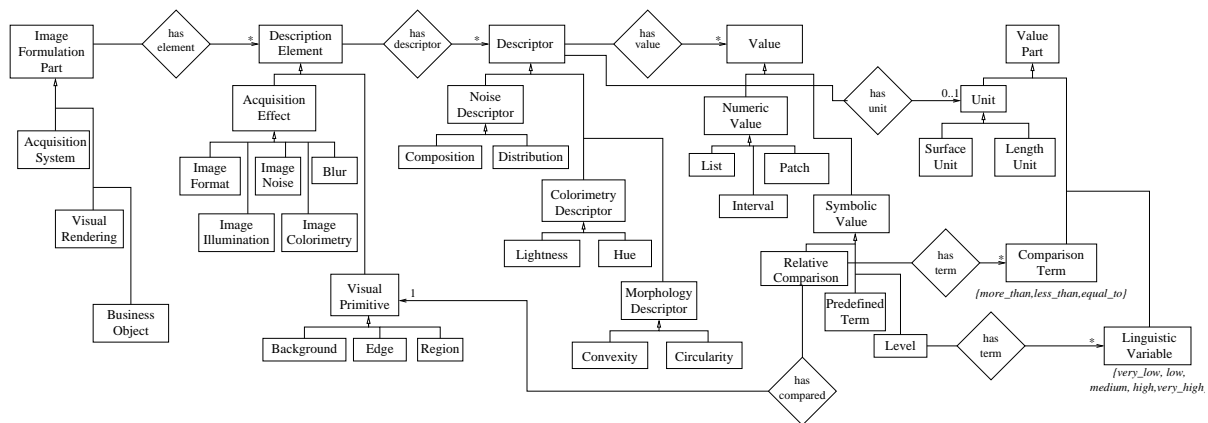 Image
Formulation
Part
has
element
*
Description
Element
has
descriptor
*
Descriptor
has
value
*
Value
Value
Part
has
unit
0..1
Unit
Acquisition
Effect
Noise
Descriptor
Numeric
Value
Acquisition
System
Composition
Distribution
Surface
Unit
Length
Unit
Image
Format
Image
Noise
Blur
List
Patch
Interval
Colorimetry
Descriptor
Symbolic
Value
Visual
Rendering
Image
Illumination
Image
Colorimetry
Lightness
Hue
Relative
Comparison
has
term
*
Comparison
Term
{more_than,less_than,equal_to}
Visual
Primitive
1
Morphology
Descriptor
Predefined
Term
Business
Object
Background
Edge
Region
Convexity
Circularity
Level
has
term
*
Linguistic
Variable
{very_low, low,
medium, high,very_high}
has
compared